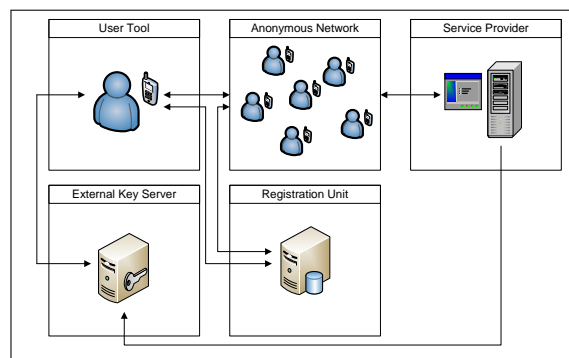 User Tool
Anonymous Network
Service Provider
External Key Server
Registration Unit